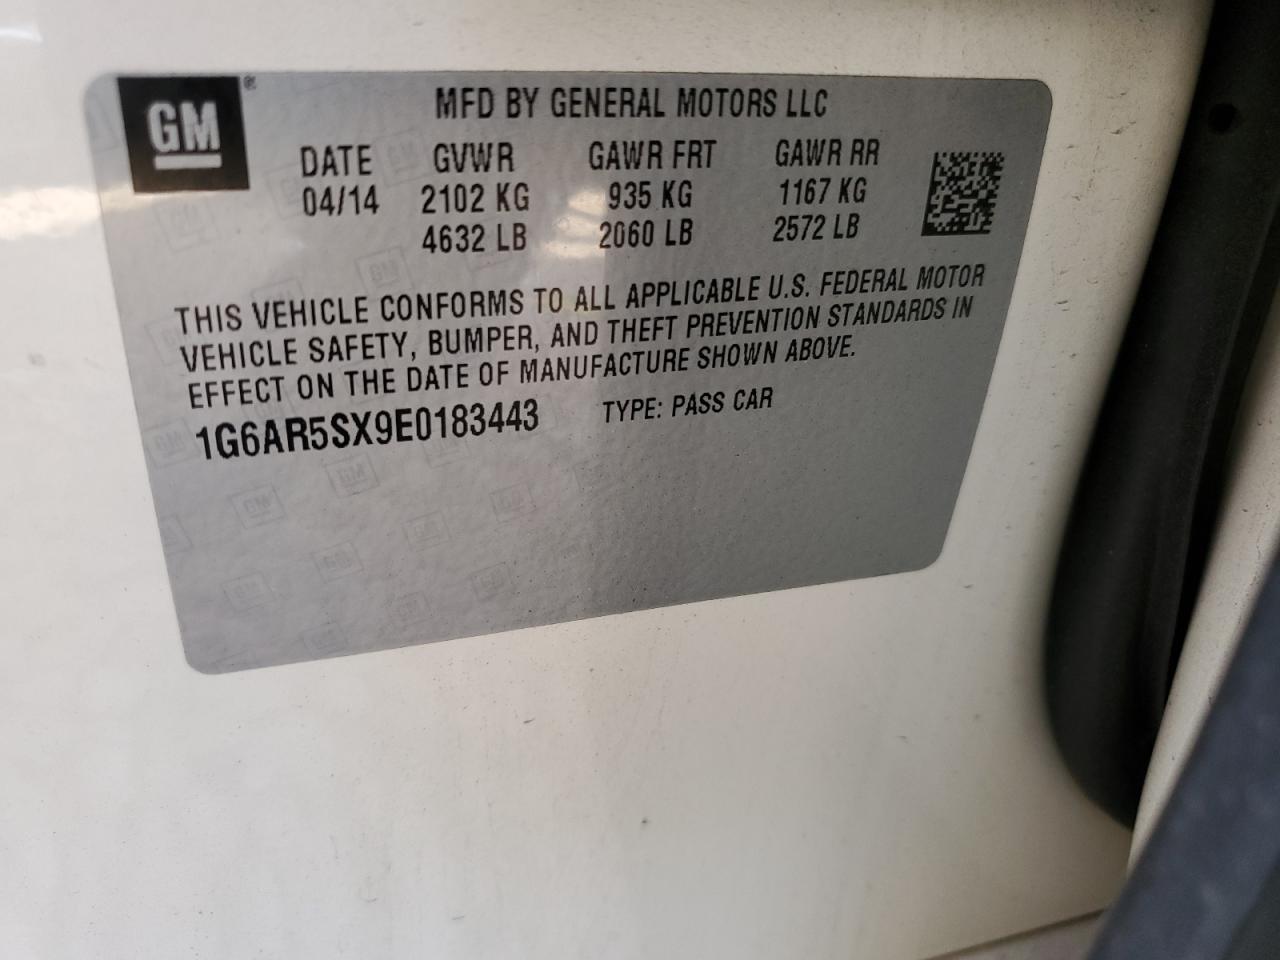 GM®
MFD BY GENERAL MOTORS LLC
DATE GVWR GAWR FRT GAWR RR
04/14 2102 KG 935 KG 1167 KG
4632 LB 2060 LB 2572 LB
THIS VEHICLE CONFORMS TO ALL APPLICABLE U.S. FEDERAL MOTOR
VEHICLE SAFETY, BUMPER, AND THEFT PREVENTION STANDARDS IN
EFFECT ON THE DATE OF MANUFACTURE SHOWN ABOVE.
1G6AR5SX9E0183443 TYPE: PASS CAR